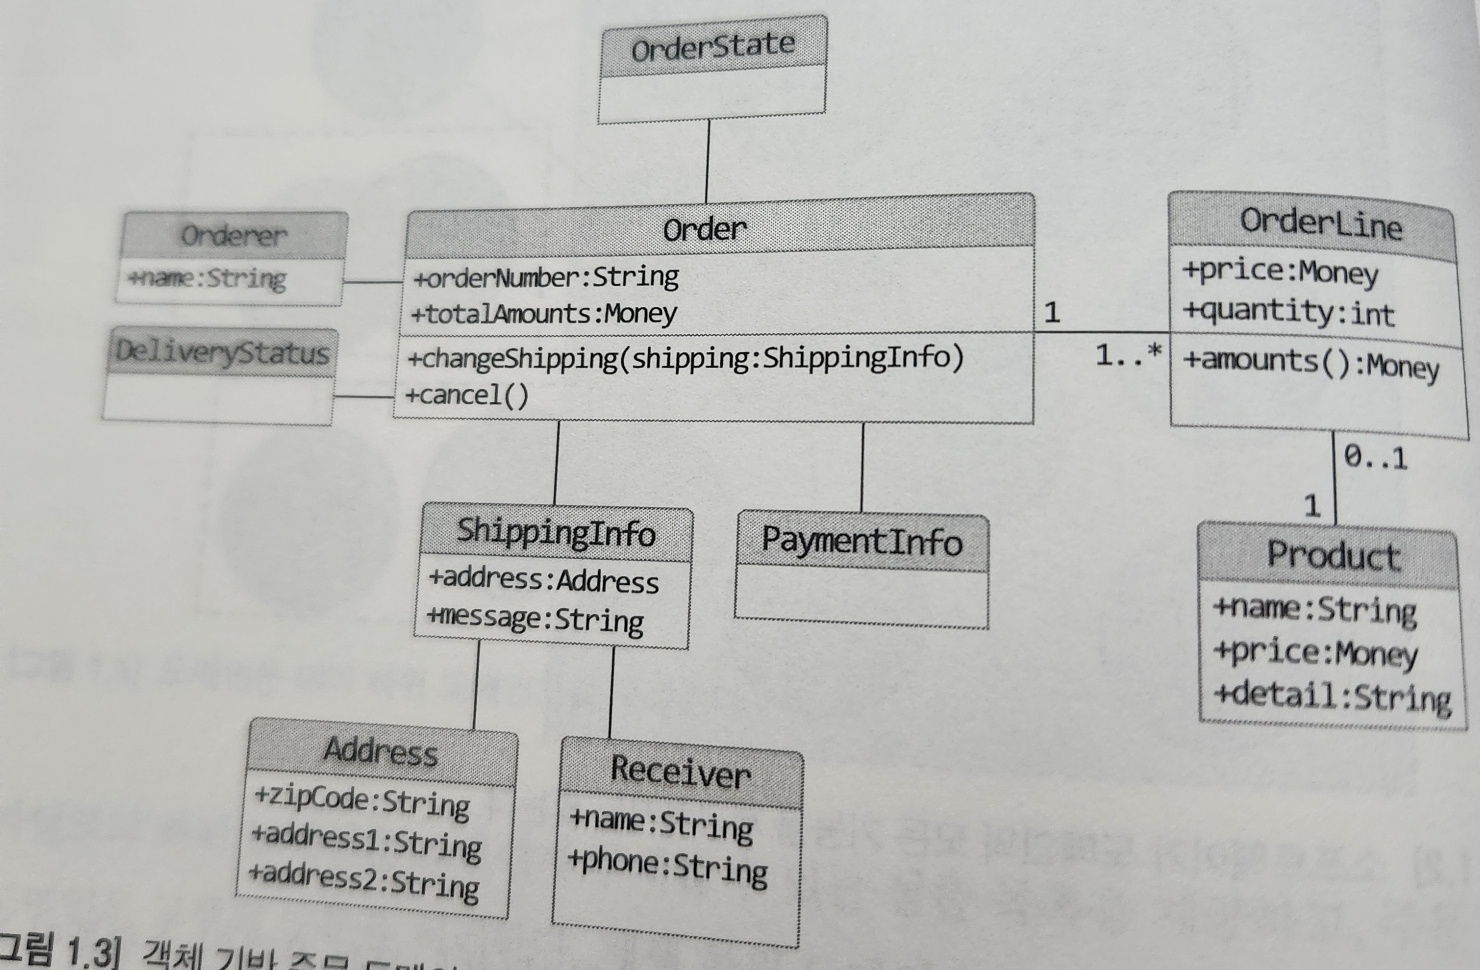 OrderState
Orderer
+name:String
DeliveryStatus
Order
+orderNumber:String
+totalAmounts:Money
+changeShipping(shipping:ShippingInfo)
+cancel()
1
1..*
OrderLine
+price:Money
+quantity:int
+amounts():Money
0..1
1
ShippingInfo
+address:Address
+message:String
PaymentInfo
Product
+name:String
+price:Money
+detail:String
Address
+zipCode:String
+address1:String
+address2:String
Receiver
+name:String
+phone:String
그림 1.3] 객체 기반 주문